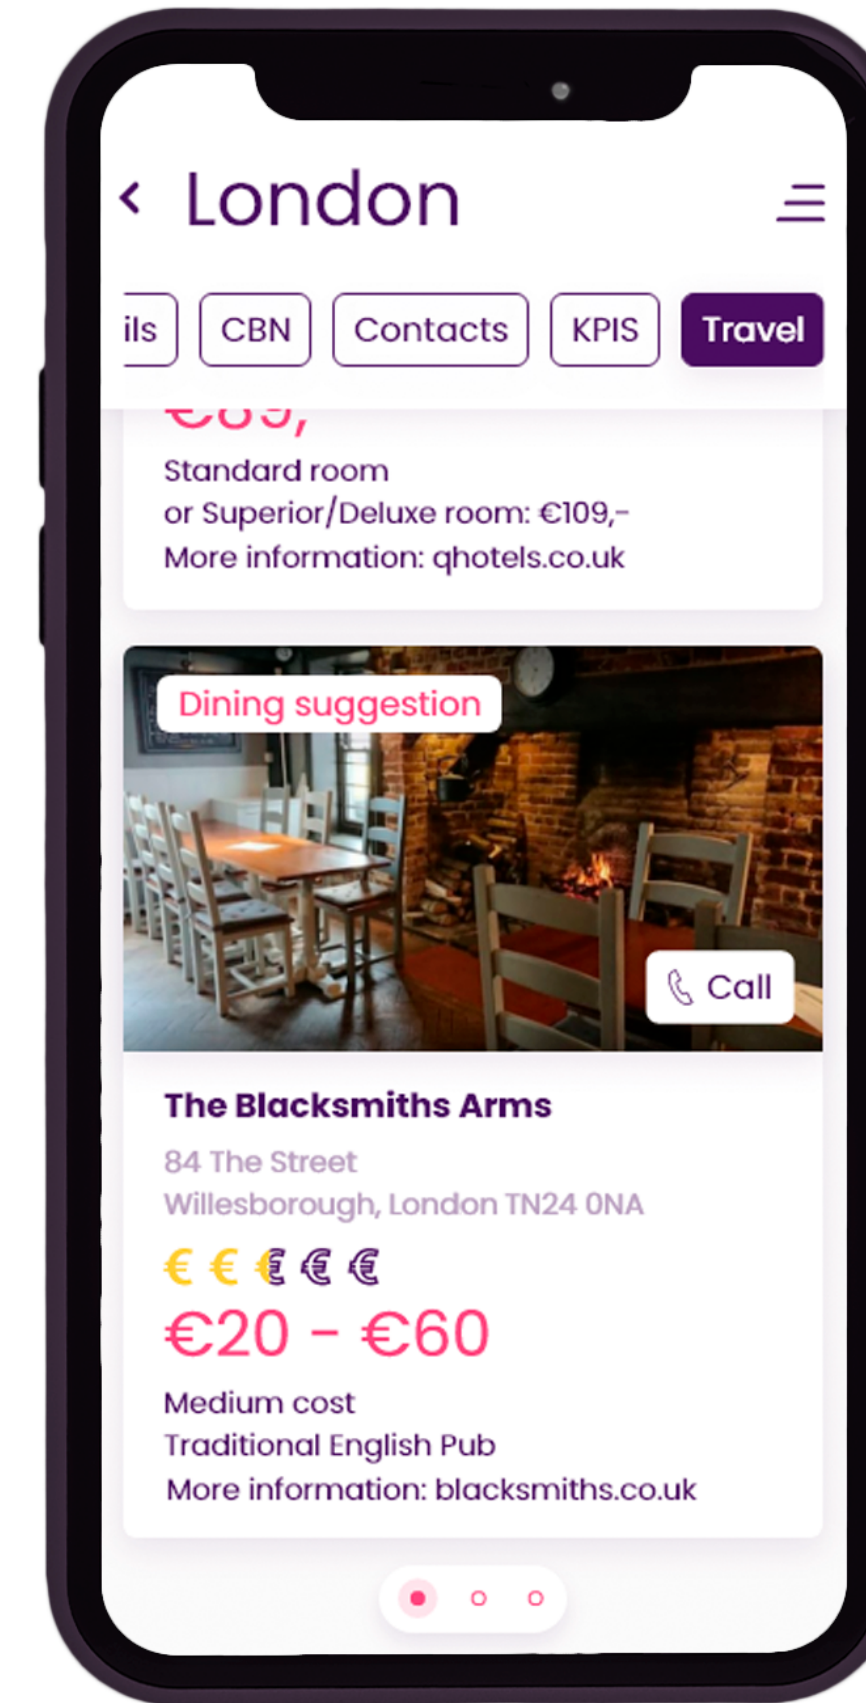 London
ils
CBN
Contacts
KPIS
Travel
€89,
Standard room
or Superior/Deluxe room: €109,-
More information: qhotels.co.uk
Dining suggestion
Call
The Blacksmiths Arms
84 The Street
Willesborough, London TN24 0NA
€ € € € €
€20 - €60
Medium cost
Traditional English Pub
More information: blacksmiths.co.uk